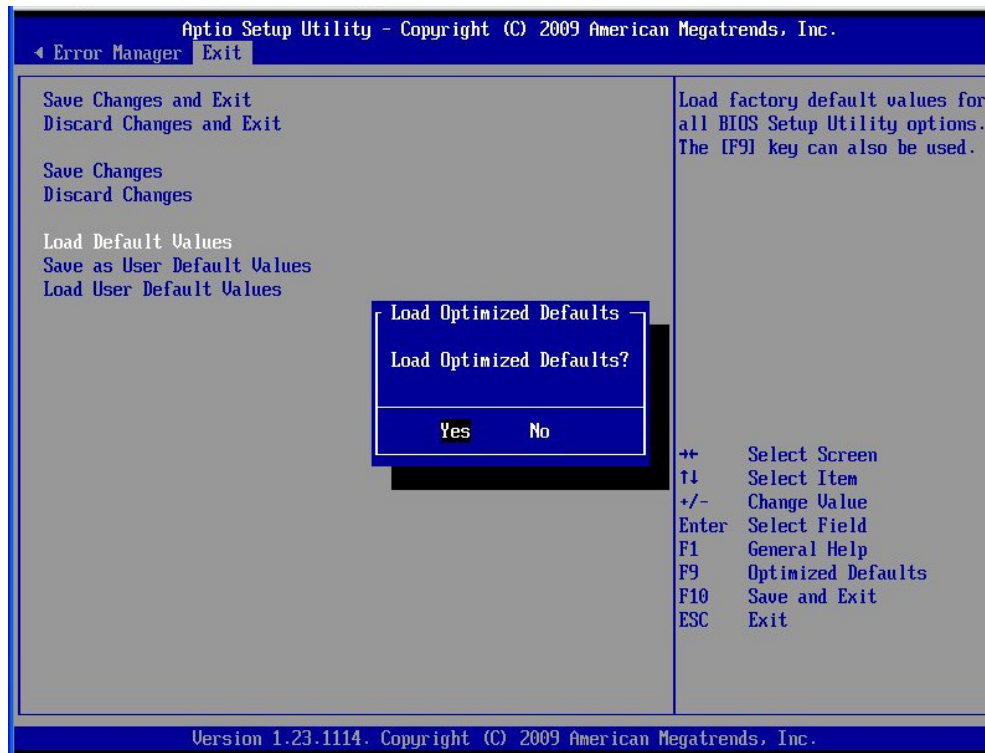 Aptio Setup Utility - Copyright (C) 2009 American Megatrends, Inc.
Error Manager Exit
Save Changes and Exit
Discard Changes and Exit
Save Changes
Discard Changes
Load Default Values
Save as User Default Values
Load User Default Values
Load factory default values for
all BIOS Setup Utility options.
The [F9] key can also be used.
Load Optimized Defaults
Load Optimized Defaults?
Yes No
→← Select Screen
↑↓ Select Item
+/- Change Value
Enter Select Field
F1 General Help
F9 Optimized Defaults
F10 Save and Exit
ESC Exit
Version 1.23.1114. Copyright (C) 2009 American Megatrends, Inc.